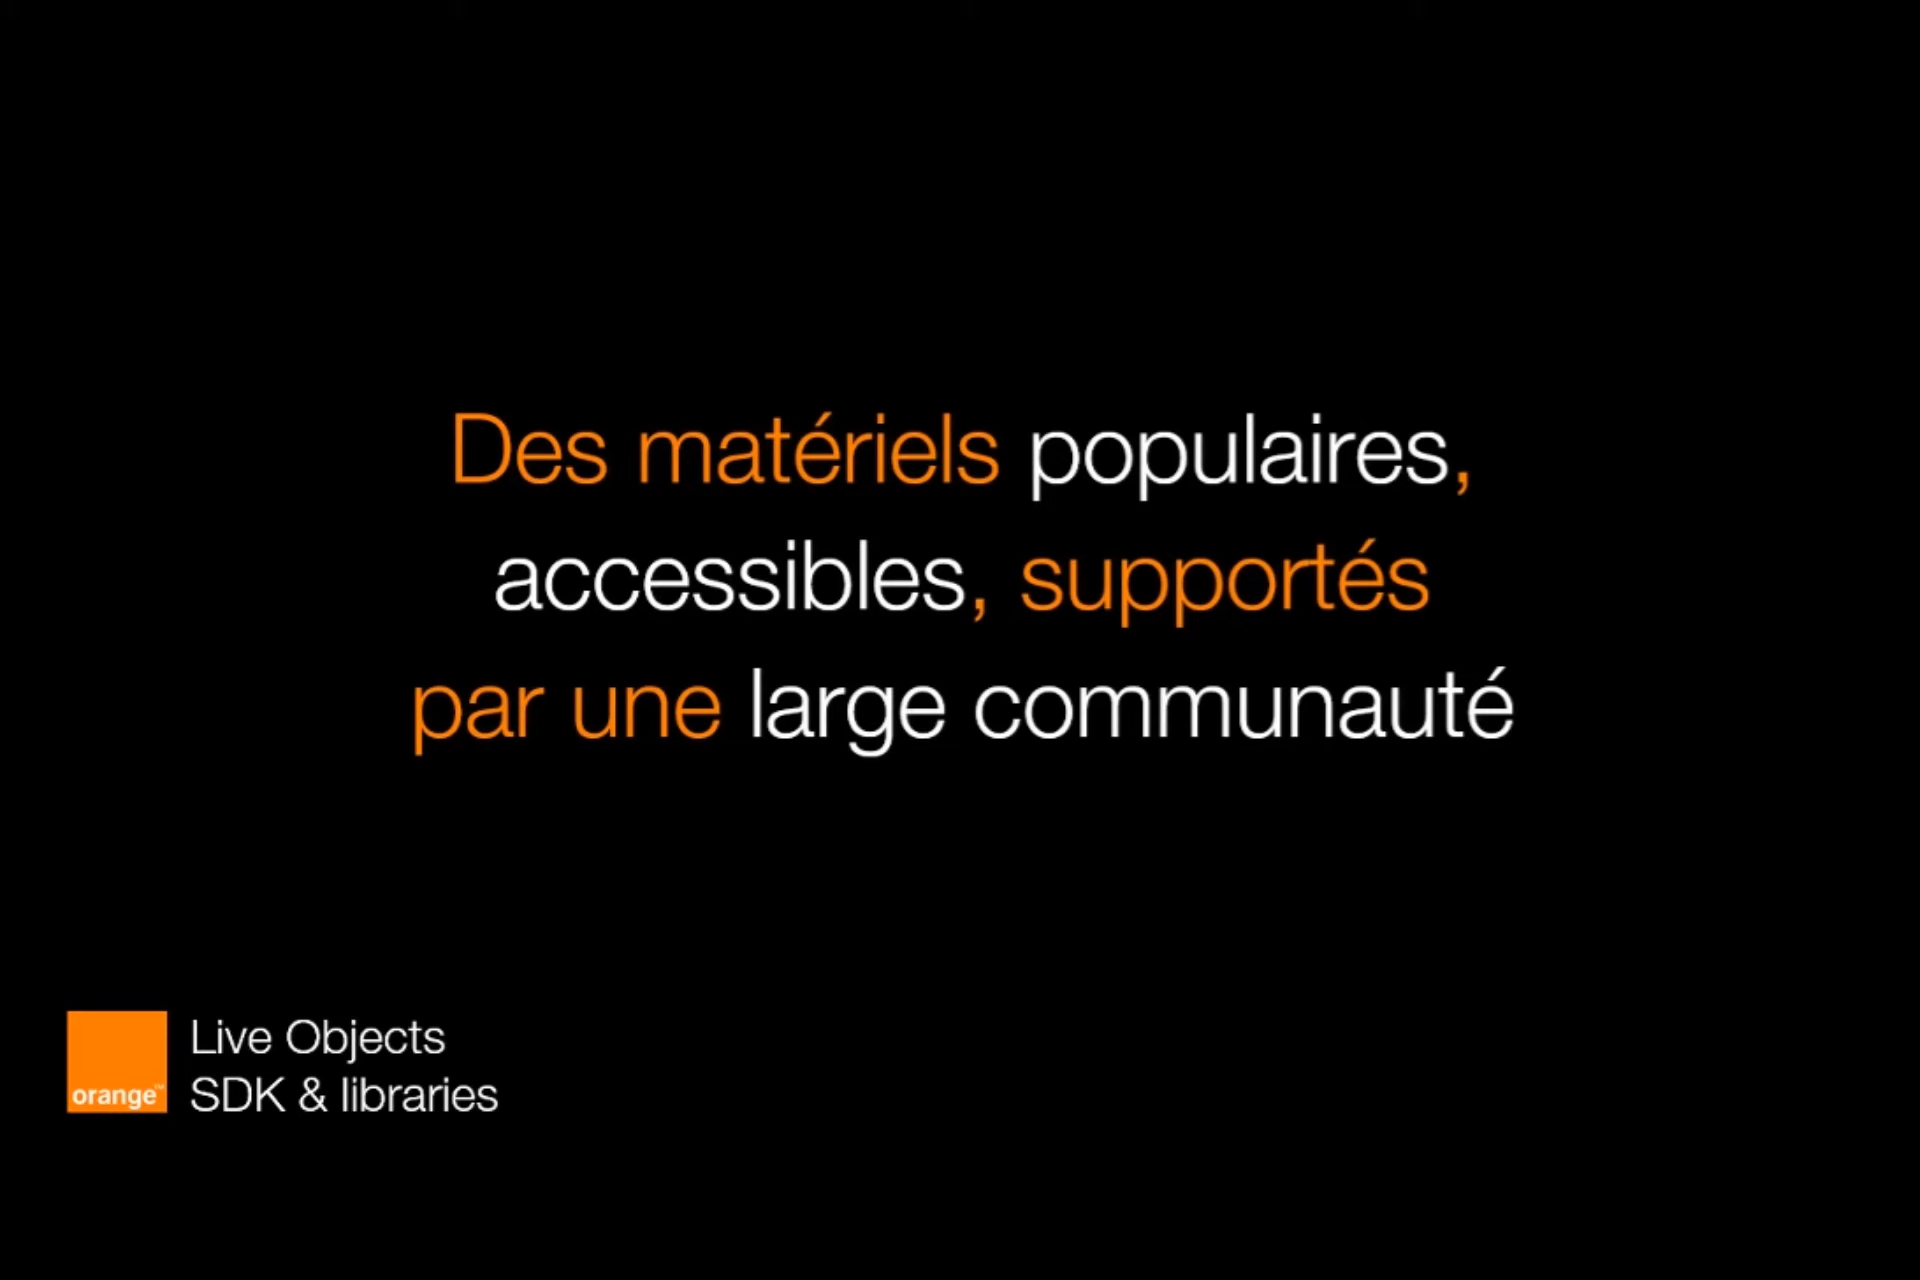 Des matériels populaires,
accessibles, supportés
par une large communauté
Live Objects
SDK & libraries
orange™